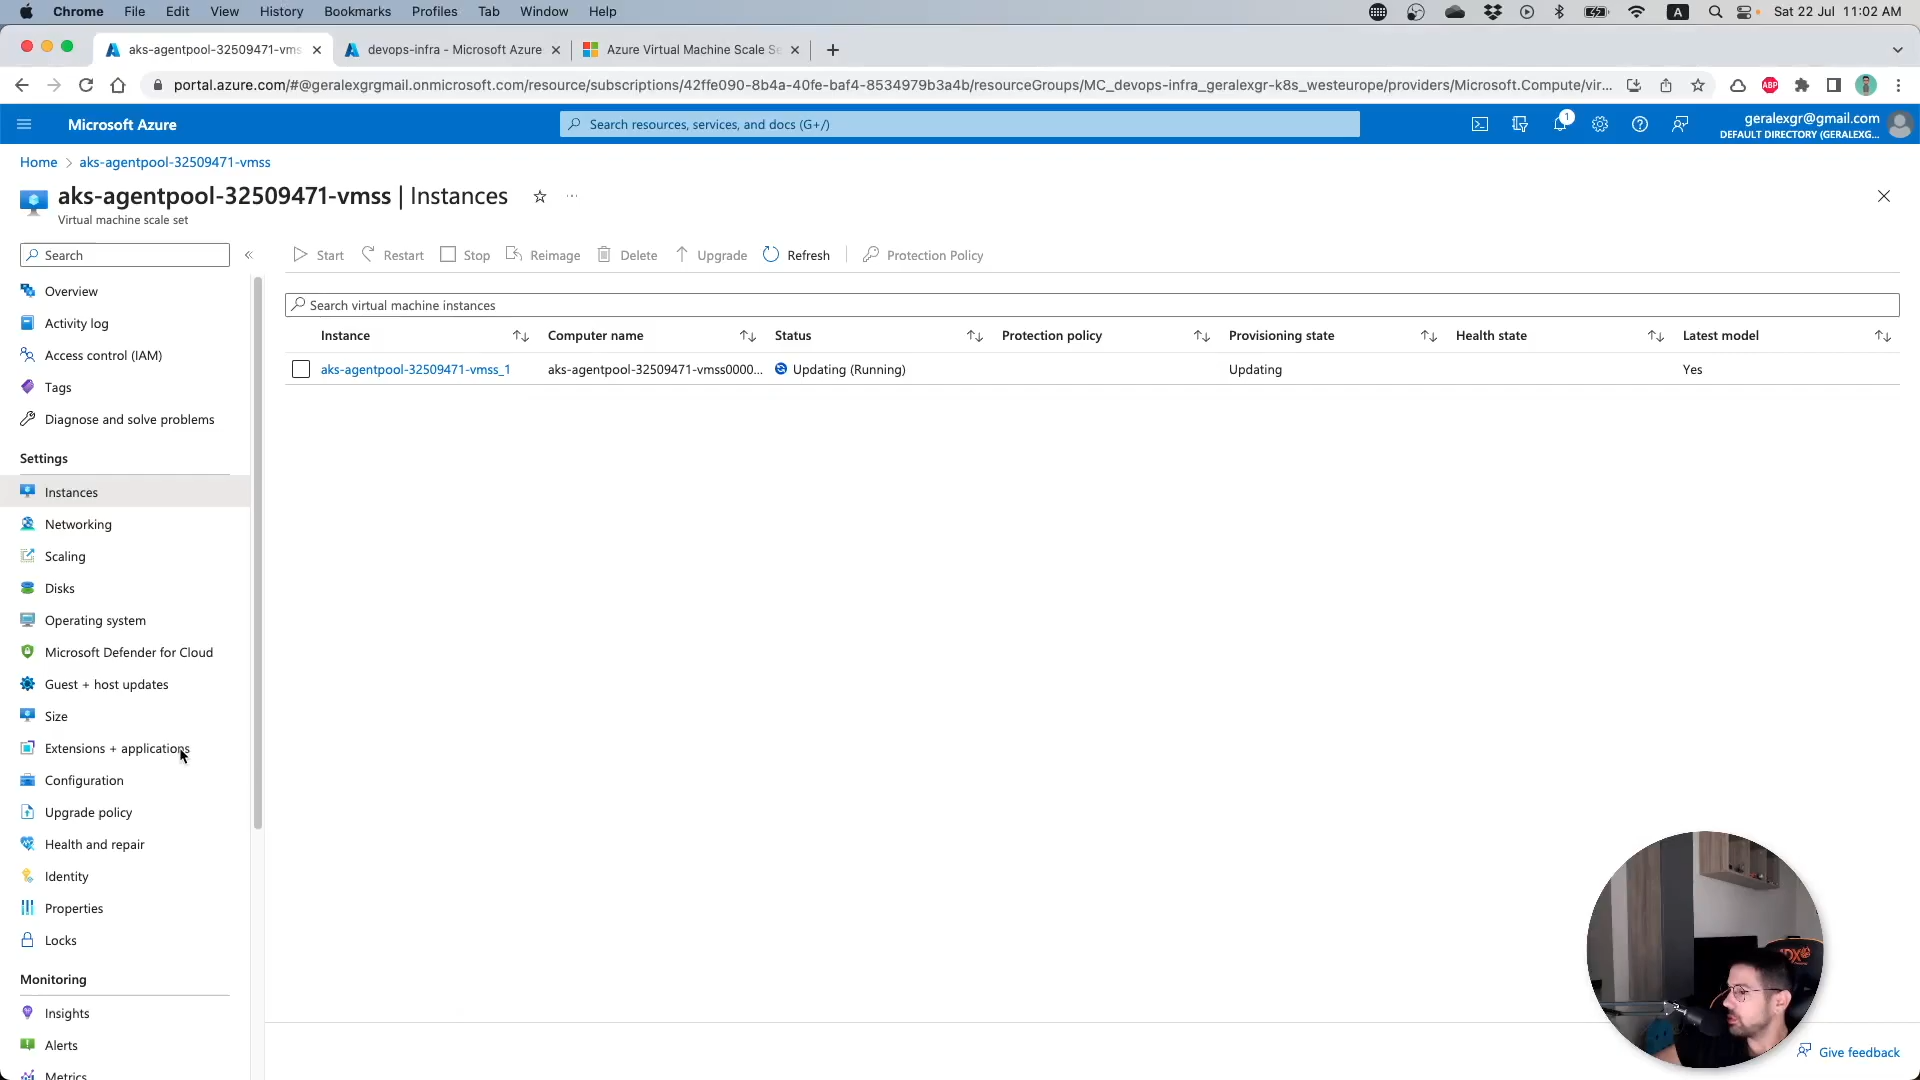 Chrome File Edit View History Bookmarks Profiles Tab Window Help
A Sat 22 Jul 11:02 AM
aks-agentpool-32509471-vms
devops-infra - Microsoft Azure
Azure Virtual Machine Scale Se
portal.azure.com/#@geralexgrgmail.onmicrosoft.com/resource/subscriptions/42ffe090-8b4a-40fe-baf4-8534979b3a4b/resourceGroups/MC_devops-infra_geralexgr-k8s_westeurope/providers/Microsoft.Compute/vir...
ABP
Microsoft Azure
Search resources, services, and docs (G+/)
1
geralexgr@gmail.com
DEFAULT DIRECTORY (GERALEXG...
Home > aks-agentpool-32509471-vmss
aks-agentpool-32509471-vmss | Instances
Virtual machine scale set
Search
Start Restart Stop Reimage Delete Upgrade Refresh Protection Policy
Search virtual machine instances
Instance Computer name Status Protection policy Provisioning state Health state Latest model
aks-agentpool-32509471-vmss_1 aks-agentpool-32509471-vmss0000... Updating (Running) Updating Yes
Overview
Activity log
Access control (IAM)
Tags
Diagnose and solve problems
Settings
Instances
Networking
Scaling
Disks
Operating system
Microsoft Defender for Cloud
Guest + host updates
Size
Extensions + applications
Configuration
Upgrade policy
Health and repair
Identity
Properties
Locks
Monitoring
Insights
Alerts
Metrics
Give feedback